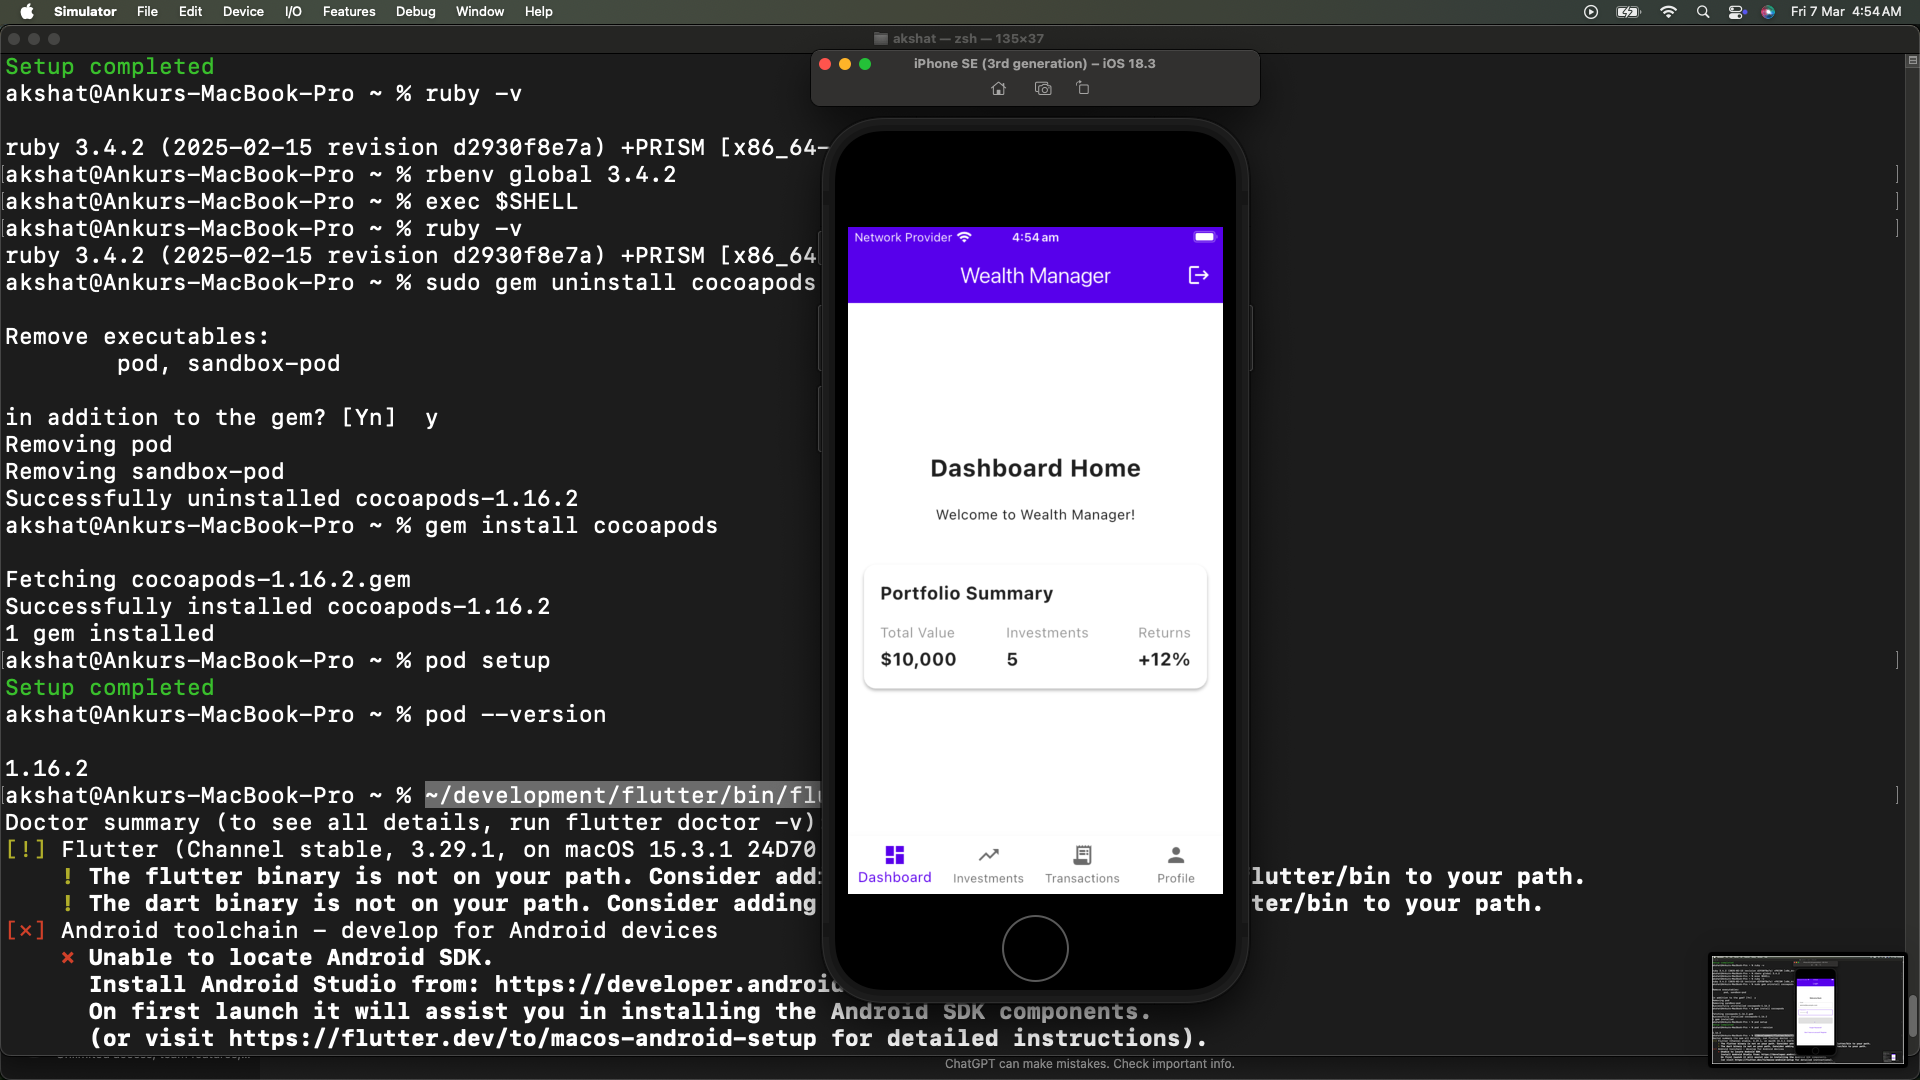 Simulator File Edit Device I/O Features Debug Window Help Fri 7 Mar 4:54 AM
akshat — zsh — 135×37
Setup completed
akshat@Ankurs-MacBook-Pro ~ % ruby -v
ruby 3.4.2 (2025-02-15 revision d2930f8e7a) +PRISM [x86_64-
akshat@Ankurs-MacBook-Pro ~ % rbenv global 3.4.2
akshat@Ankurs-MacBook-Pro ~ % exec $SHELL
akshat@Ankurs-MacBook-Pro ~ % ruby -v
ruby 3.4.2 (2025-02-15 revision d2930f8e7a) +PRISM [x86_64
akshat@Ankurs-MacBook-Pro ~ % sudo gem uninstall cocoapods
Remove executables:
pod, sandbox-pod
in addition to the gem? [Yn] y
Removing pod
Removing sandbox-pod
Successfully uninstalled cocoapods-1.16.2
akshat@Ankurs-MacBook-Pro ~ % gem install cocoapods
Fetching cocoapods-1.16.2.gem
Successfully installed cocoapods-1.16.2
1 gem installed
akshat@Ankurs-MacBook-Pro ~ % pod setup
Setup completed
akshat@Ankurs-MacBook-Pro ~ % pod --version
1.16.2
akshat@Ankurs-MacBook-Pro ~ % ~/development/flutter/bin/flu
Doctor summary (to see all details, run flutter doctor -v)
[!] Flutter (Channel stable, 3.29.1, on macOS 15.3.1 24D70
! The flutter binary is not on your path. Consider addi lutter/bin to your path.
! The dart binary is not on your path. Consider adding ter/bin to your path.
[×] Android toolchain - develop for Android devices
× Unable to locate Android SDK.
Install Android Studio from: https://developer.androi
On first launch it will assist you in installing the Android SDK components.
(or visit https://flutter.dev/to/macos-android-setup for detailed instructions).
iPhone SE (3rd generation) – iOS 18.3
Network Provider 4:54 am
Wealth Manager
Dashboard Home
Welcome to Wealth Manager!
Portfolio Summary
Total Value Investments Returns
$10,000 5 +12%
Dashboard Investments Transactions Profile
ChatGPT can make mistakes. Check important info.